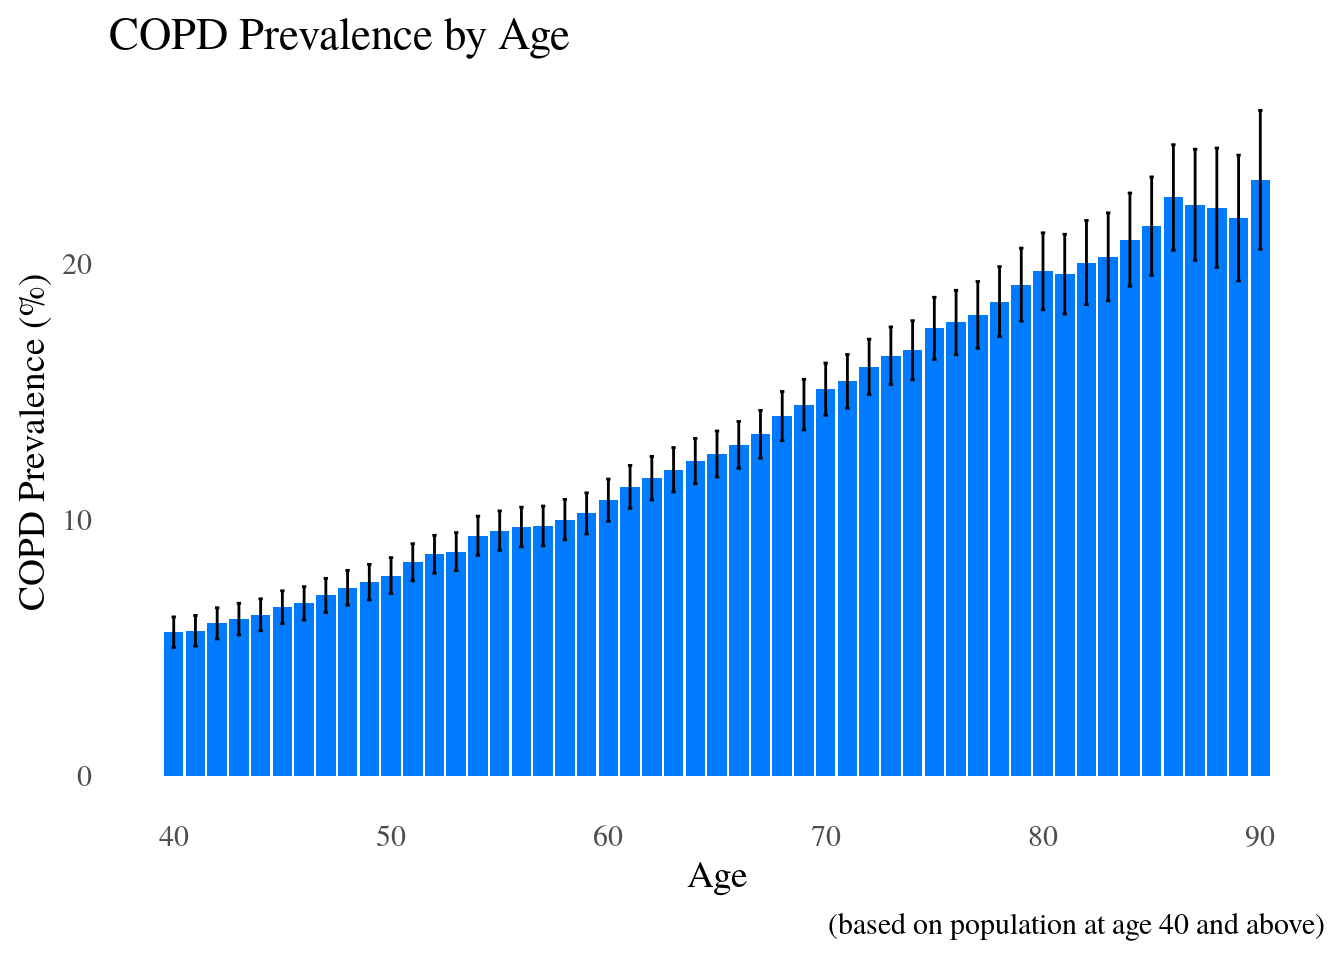 COPD Prevalence by Age
COPD Prevalence (%)
20
10
0
40 50 60 70 80 90
Age
(based on population at age 40 and above)